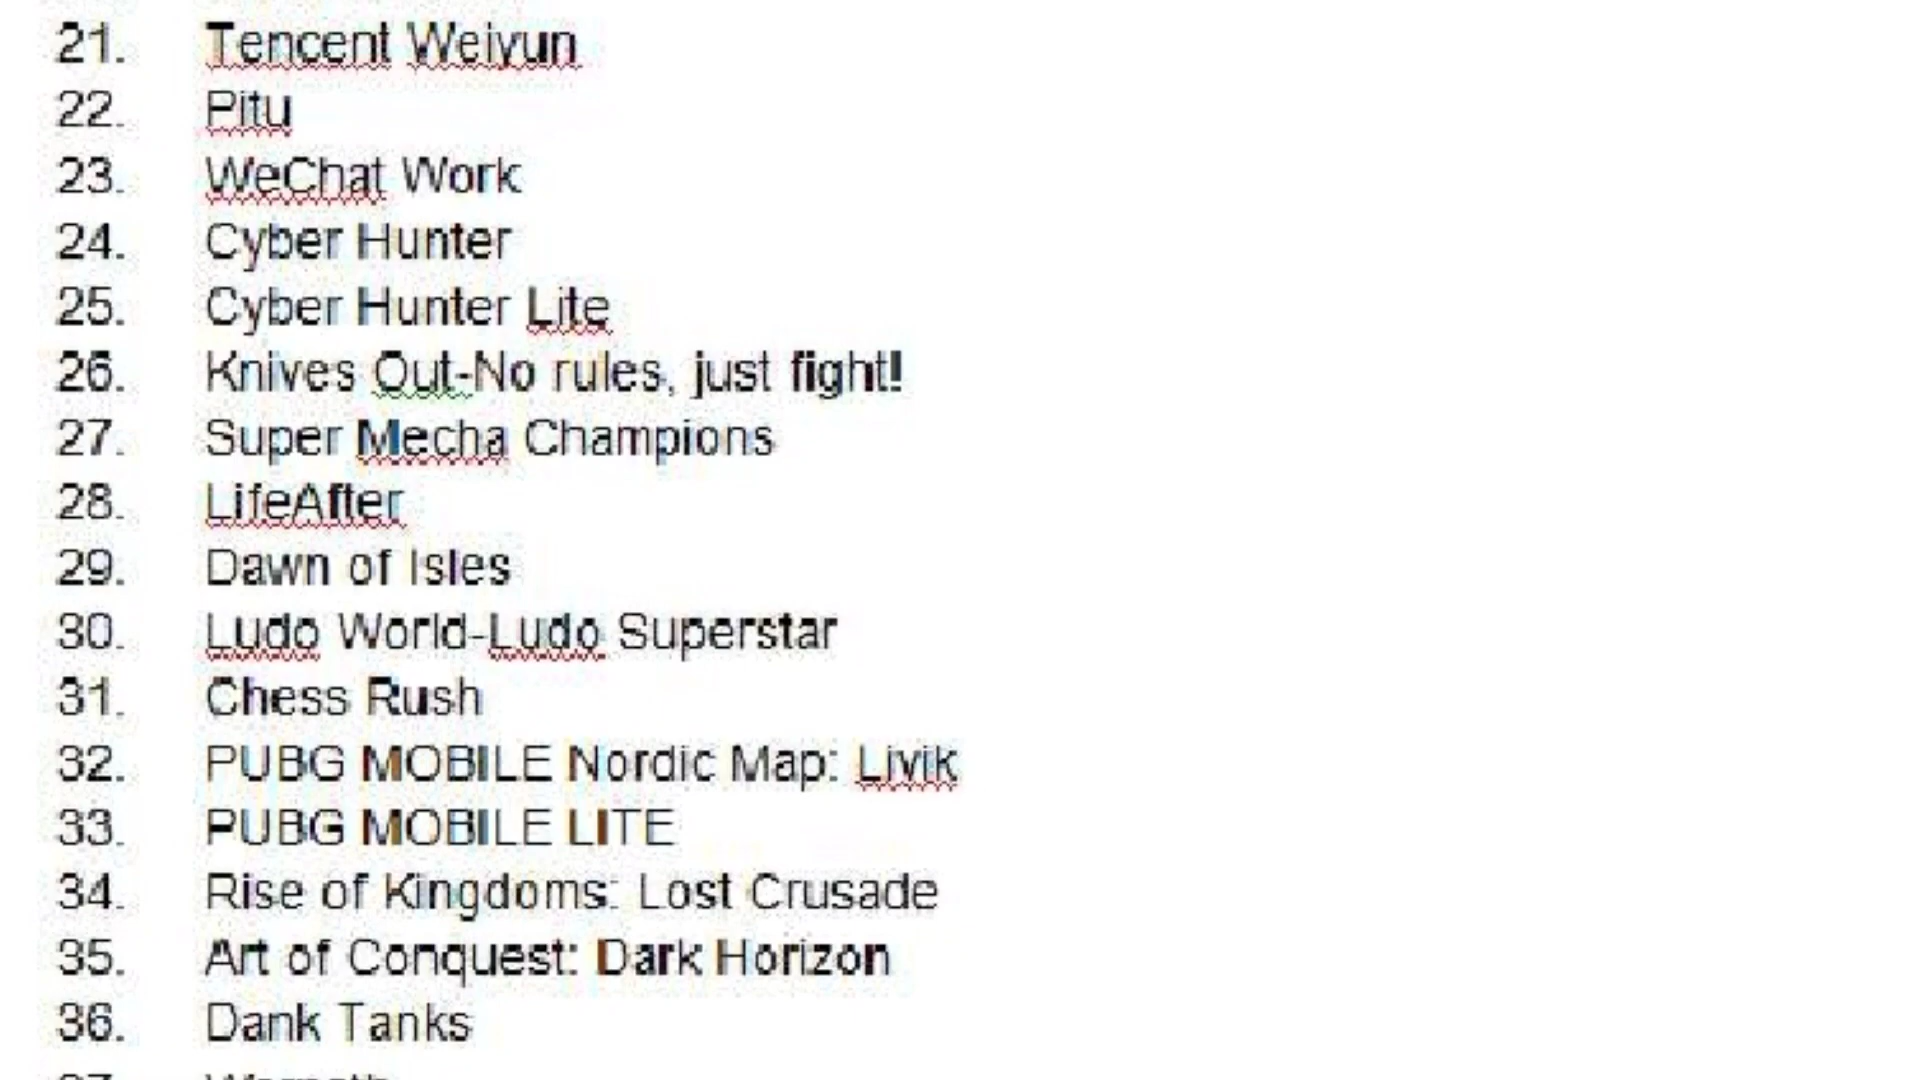 21. Tencent Weiyun
22. Pitu
23. WeChat Work
24. Cyber Hunter
25. Cyber Hunter Lite
26. Knives Out-No rules, just fight!
27. Super Mecha Champions
28. LifeAfter
29. Dawn of Isles
30. Ludo World-Ludo Superstar
31. Chess Rush
32. PUBG MOBILE Nordic Map: Livik
33. PUBG MOBILE LITE
34. Rise of Kingdoms: Lost Crusade
35. Art of Conquest: Dark Horizon
36. Dank Tanks